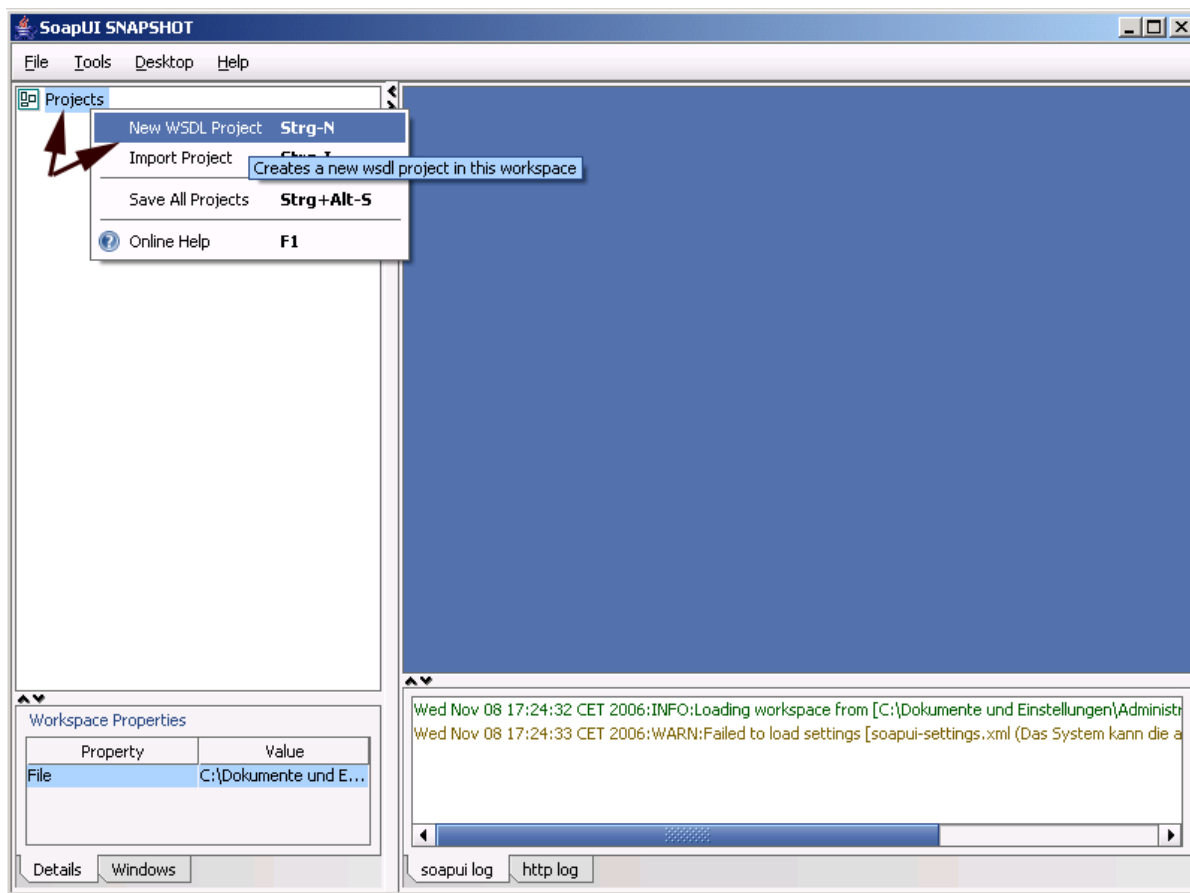 SoapUI SNAPSHOT
File Tools Desktop Help
Projects
New WSDL Project Strg-N
Import Project
Creates a new wsdl project in this workspace
Save All Projects Strg+Alt-S
Online Help F1
Workspace Properties
Property Value
File C:\Dokumente und E...
Details Windows
Wed Nov 08 17:24:32 CET 2006:INFO:Loading workspace from [C:\Dokumente und Einstellungen\Administr
Wed Nov 08 17:24:33 CET 2006:WARN:Failed to load settings [soapui-settings.xml (Das System kann die a
soapui log http log